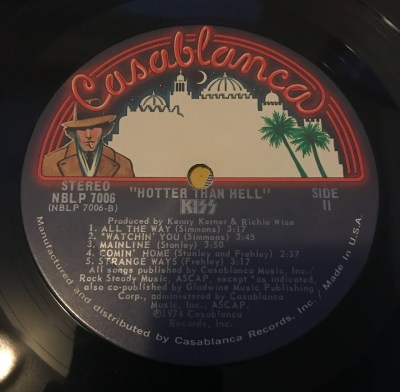 Casablanca
STEREO
NBLP 7006
(NBLP 7006-B)
"HOTTER THAN HELL"
KISS
SIDE
II
Produced by Kenny Kerner & Richie Wise
1. ALL THE WAY (Simmons) 3:17
2. *WATCHIN' YOU (Simmons) 3:45
3. MAINLINE (Stanley) 3:50
4. COMIN' HOME (Stanley and Frehley) 2:37
5. STRANGE WAYS (Frehley) 3:17
All songs published by Casablanca Music, Inc./
Rock Steady Music, ASCAP, except *as indicated,
also co-published by Gladwine Music Publishing
Corp., administered by Casablanca
Music, Inc., ASCAP.
℗1974 Casablanca
Records, Inc.
Manufactured and distributed by Casablanca Records, Inc. / Made in U.S.A.